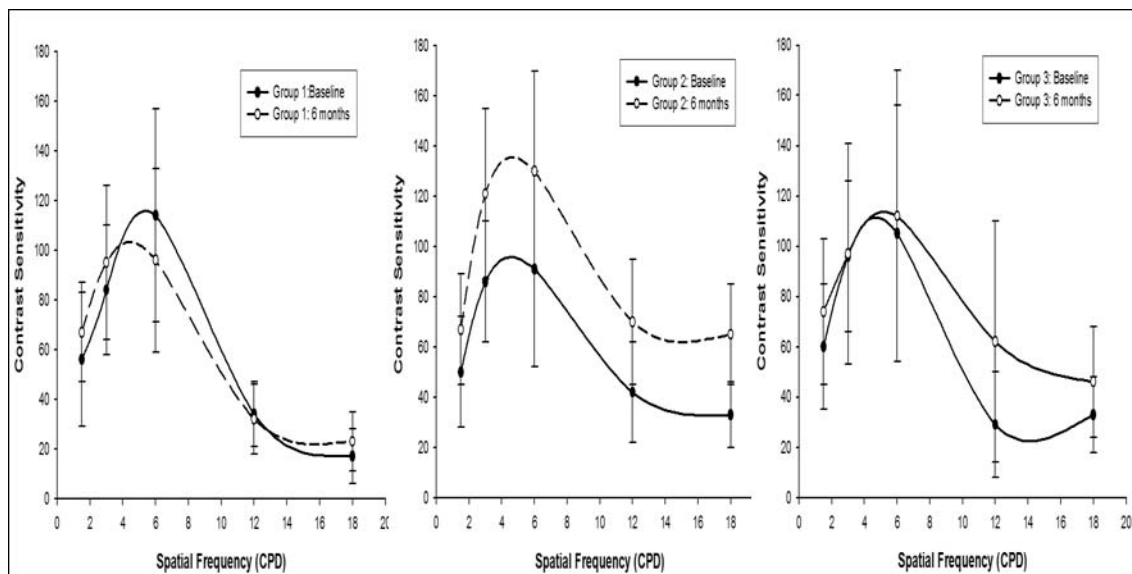 180
160
140
120
100
80
60
40
20
0
Contrast Sensitivity
Group 1:Baseline
Group 1: 6 months
0 2 4 6 8 10 12 14 16 18 20
Spatial Frequency (CPD)
180
160
140
120
100
80
60
40
20
0
Contrast Sensitivity
Group 2: Baseline
Group 2: 6 months
0 2 4 6 8 10 12 14 16 18
Spatial Frequency (CPD)
180
160
140
120
100
80
60
40
20
0
Contrast Sensitivity
Group 3: Baseline
Group 3: 6 months
0 2 4 6 8 10 12 14 16 18 20
Spatial Frequency (CPD)